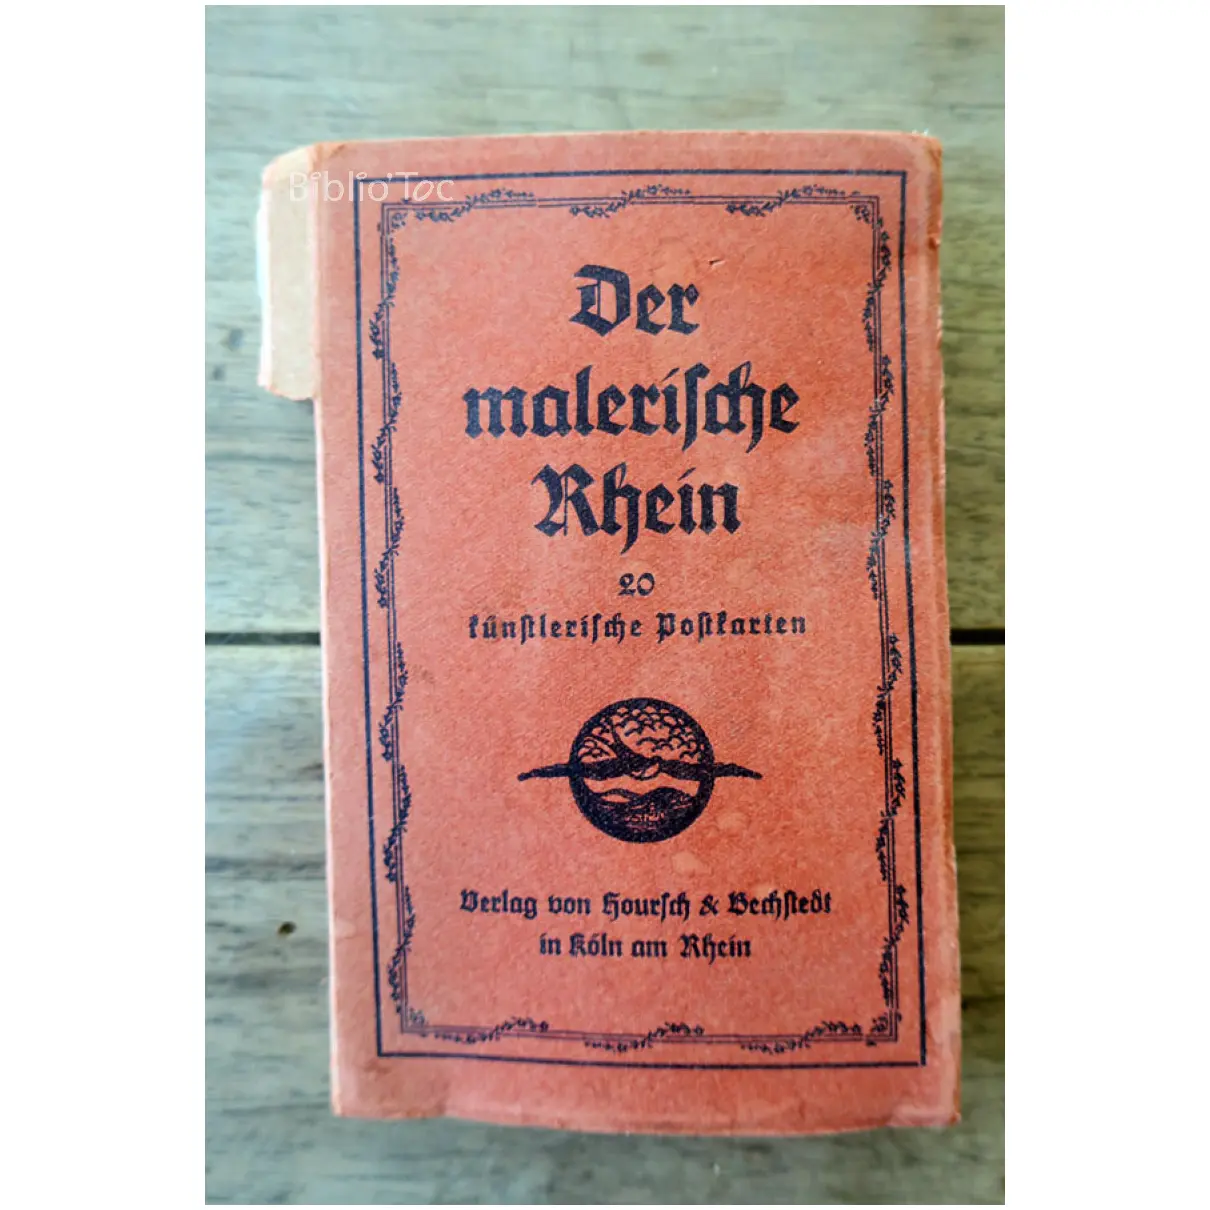 Biblio'Toc
Der
maleriſche
Rhein
20
künſtleriſche Poſtkarten
Verlag von Hourſch & Bechſtedt
in Köln am Rhein